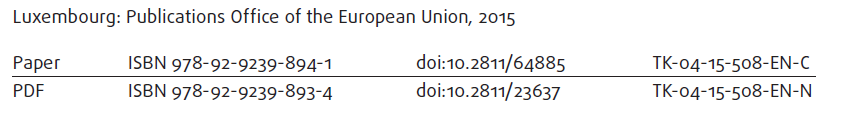 Luxembourg: Publications Office of the European Union, 2015
Paper ISBN 978-92-9239-894-1 doi:10.2811/64885 TK-04-15-508-EN-C
PDF ISBN 978-92-9239-893-4 doi:10.2811/23637 TK-04-15-508-EN-N